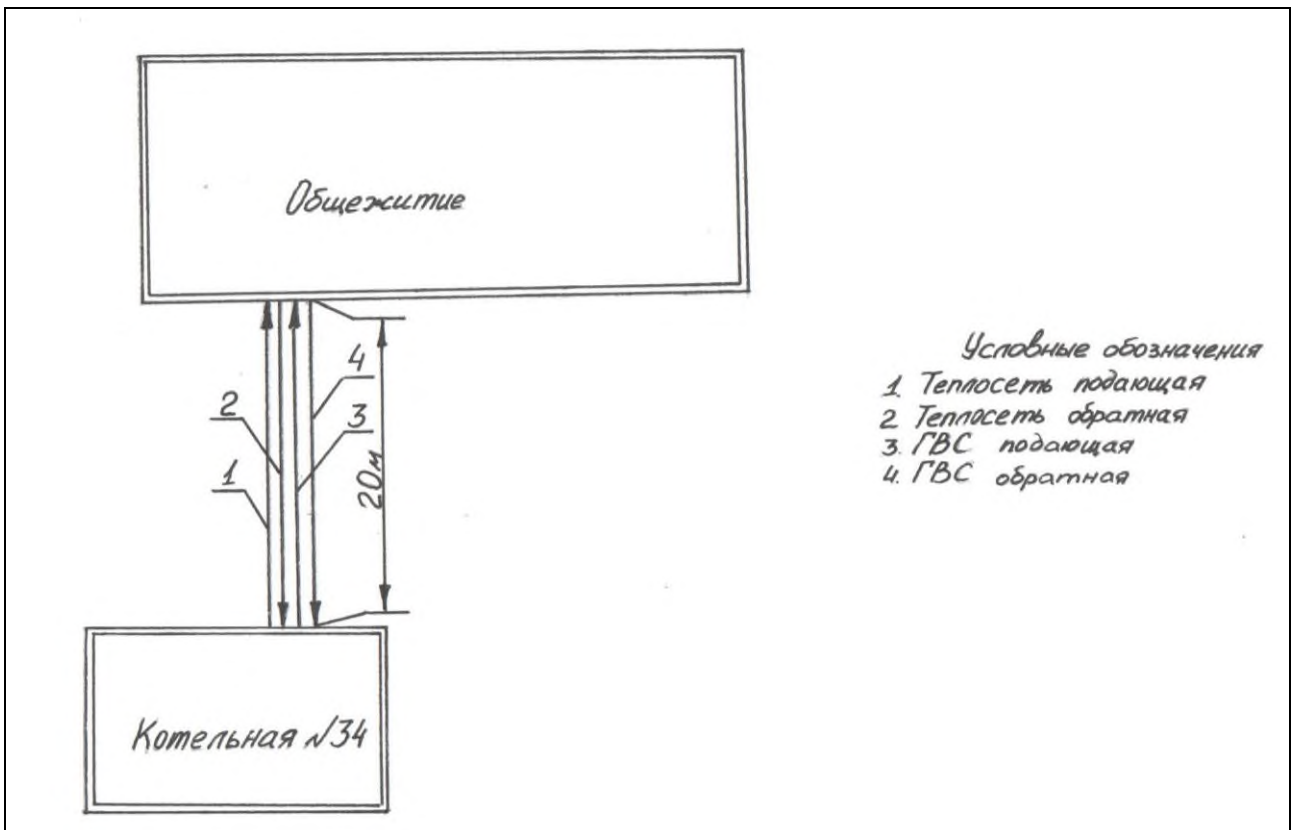 Общежитие
4
2
3
1
20м
Условные обозначения
1. Теплосеть подающая
2 Теплосеть обратная
3. ГВС подающая
4. ГВС обратная
Котельная №34